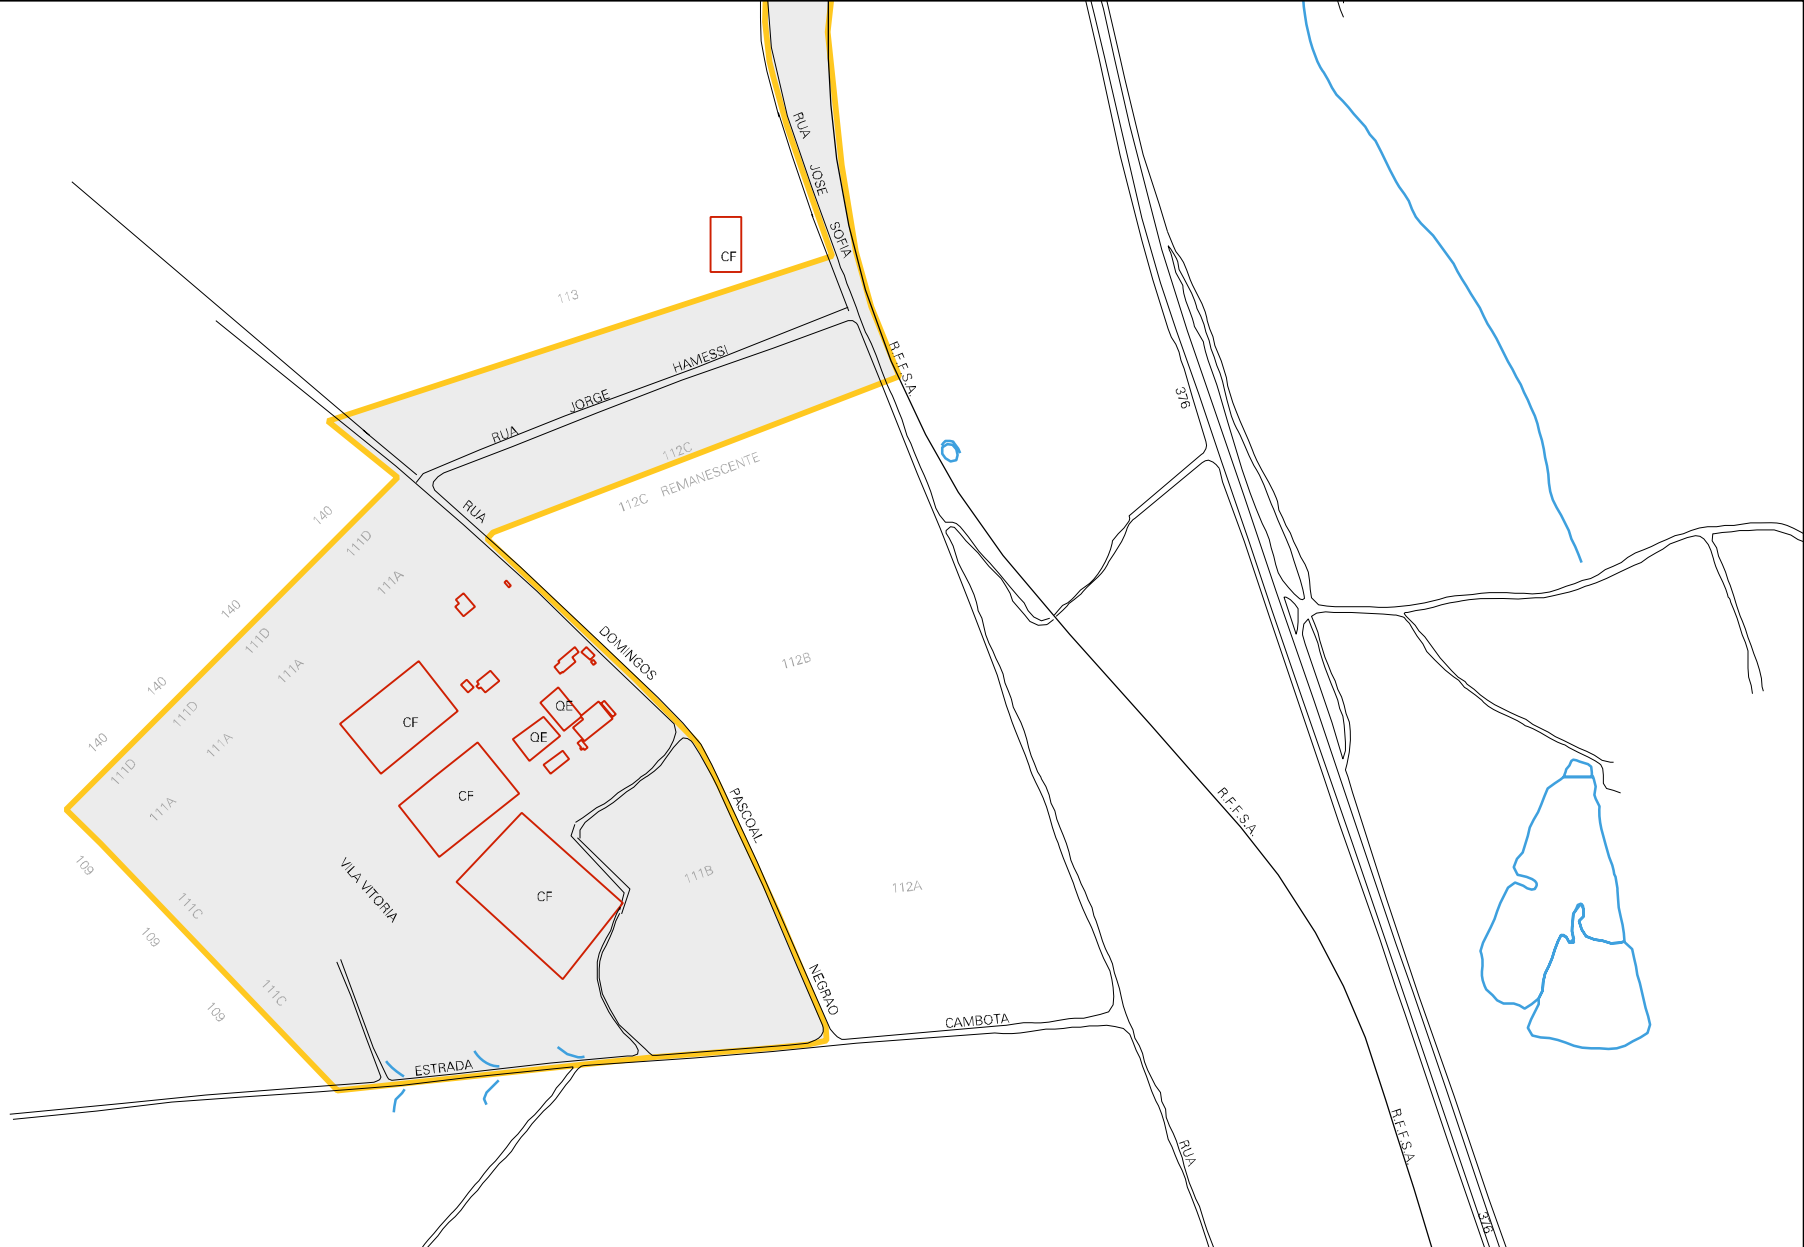 RUA
JOSE
SOFIA
CF
113
R.F.F.S.A.
HAMESSI
JORGE
RUA
376
112C
112C REMANESCENTE
RUA
140
111D
111A
140
111D
111A
DOMINGOS
112B
140
111D
111A
CF
QE
QE
140
111D
111A
CF
PASCOAL
R.F.F.S.A.
109
VILA VITORIA
111B
112A
111C
CF
109
NEGRAO
111C
109
CAMBOTA
ESTRADA
RUA
R.F.F.S.A.
376